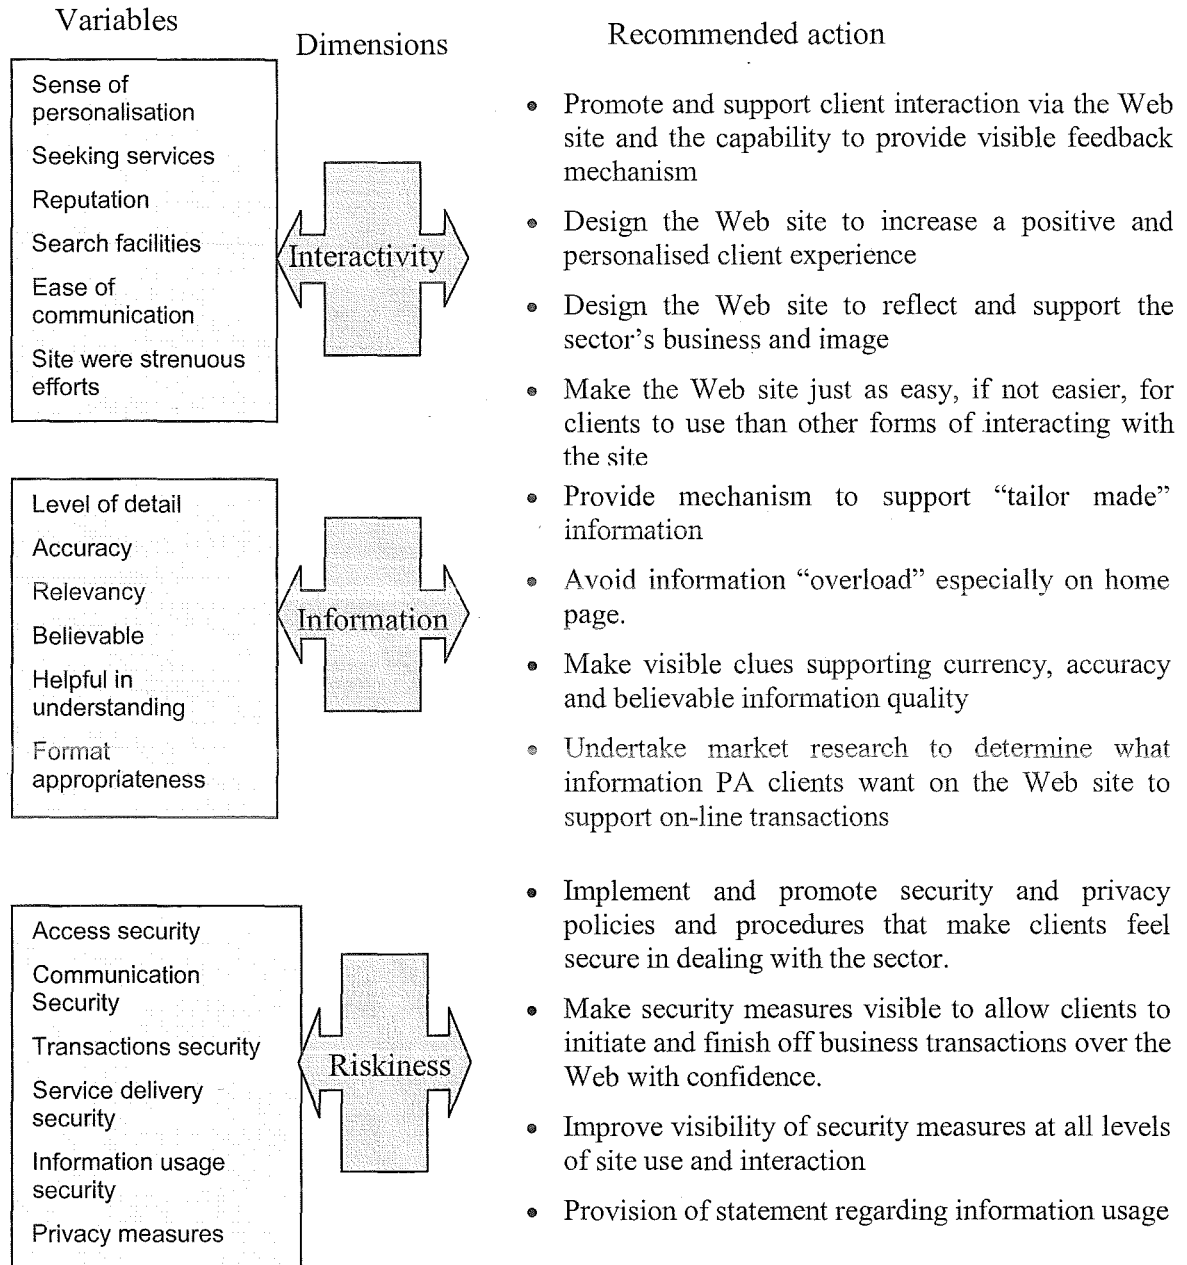 Variables
Dimensions
Recommended action
Sense of
personalisation
Seeking services
Reputation
Search facilities
Ease of
communication
Site were strenuous
efforts
Interactivity
• Promote and support client interaction via the Web
site and the capability to provide visible feedback
mechanism
• Design the Web site to increase a positive and
personalised client experience
• Design the Web site to reflect and support the
sector's business and image
• Make the Web site just as easy, if not easier, for
clients to use than other forms of interacting with
the site
Level of detail
Accuracy
Relevancy
Believable
Helpful in
understanding
Format
appropriateness
Information
• Provide mechanism to support “tailor made”
information
• Avoid information “overload” especially on home
page.
• Make visible clues supporting currency, accuracy
and believable information quality
• Undertake market research to determine what
information PA clients want on the Web site to
support on-line transactions
Access security
Communication
Security
Transactions security
Service delivery
security
Information usage
security
Privacy measures
Riskiness
• Implement and promote security and privacy
policies and procedures that make clients feel
secure in dealing with the sector.
• Make security measures visible to allow clients to
initiate and finish off business transactions over the
Web with confidence.
• Improve visibility of security measures at all levels
of site use and interaction
• Provision of statement regarding information usage